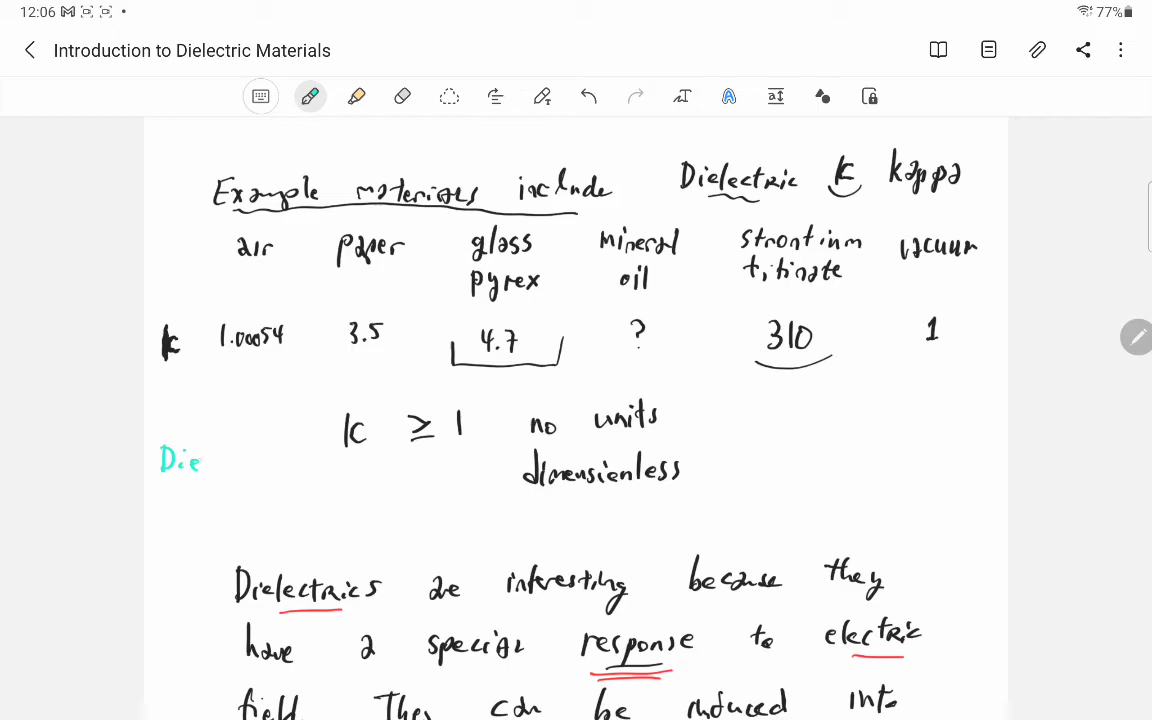 12:06 77%
Introduction to Dielectric Materials
Example materials include Dielectric K kappa
air paper glass mineral strontium vacuum
pyrex oil titinate
K 1.00054 3.5 4.7 ? 310 1
K ≥ 1 no units
Die dimensionless
Dielectrics are interesting because they
have a special response to electric
field. They can be induced into